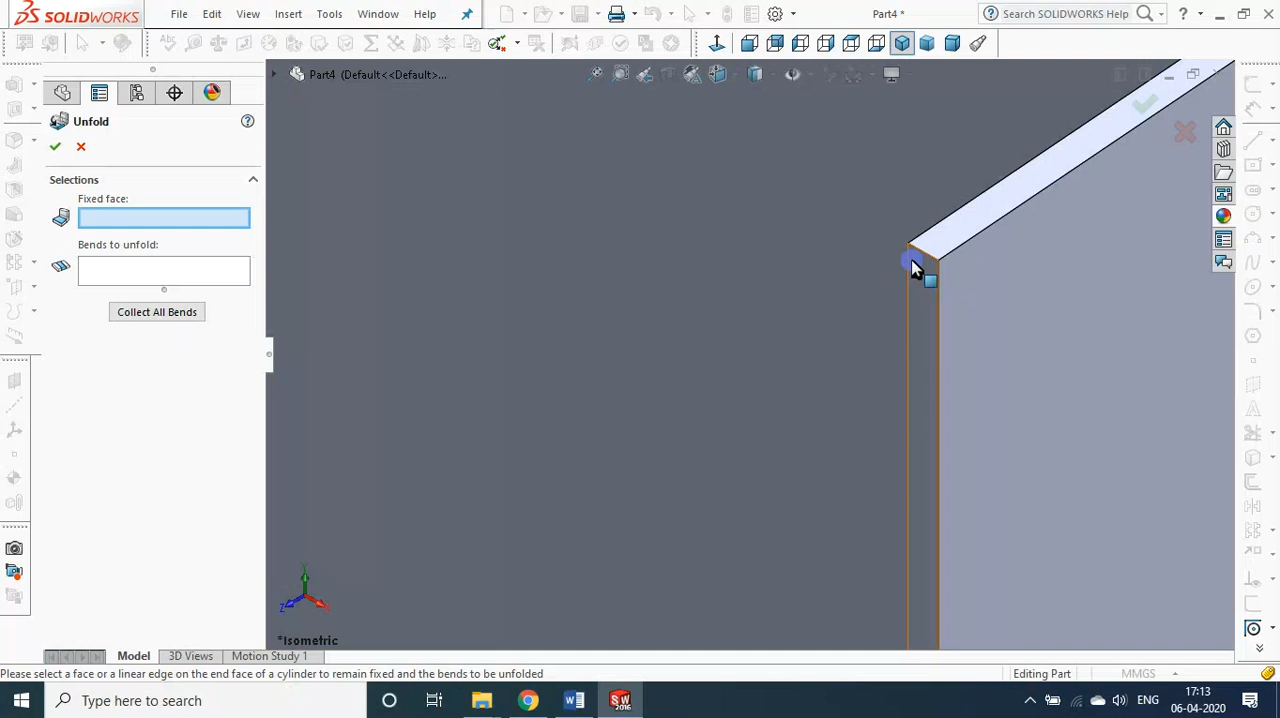 SOLIDWORKS File Edit View Insert Tools Window Help Part4 * Search SOLIDWORKS Help ?
Part4 (Default<<Default>...
Unfold
Selections
Fixed face:
Bends to unfold:
Collect All Bends
Y
Z
*Isometric
Model 3D Views Motion Study 1
Please select a face or a linear edge on the end face of a cylinder to remain fixed and the bends to be unfolded Editing Part MMGS
Type here to search
SW
2016
ENG
17:13
06-04-2020